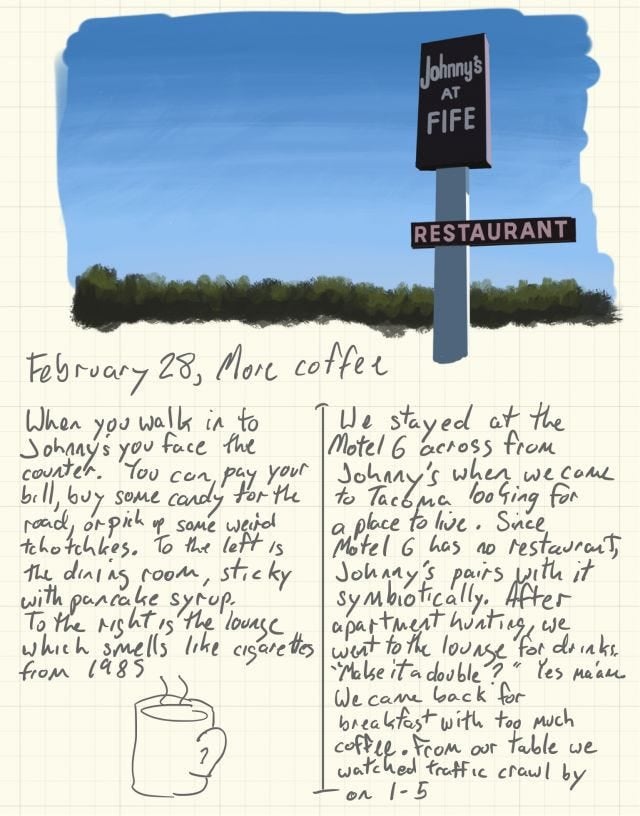 Johnny's
AT
FIFE
RESTAURANT
February 28, More coffee
When you walk in to
Johnny's you face the
counter. You can pay your
bill, buy some candy for the
road, or pick up some weird
tchotchkes. To the left is
the dining room, sticky
with pancake syrup.
To the right is the lounge
which smells like cigarettes
from 1985
?
We stayed at the
Motel 6 across from
Johnny's when we came
to Tacoma looking for
a place to live. Since
Motel 6 has no restaurant,
Johnny's pairs with it
symbiotically. After
apartment hunting, we
went to the lounge for drinks.
"Make it a double?" Yes ma'am.
We came back for
breakfast with too much
coffee. From our table we
watched traffic crawl by
on I-5